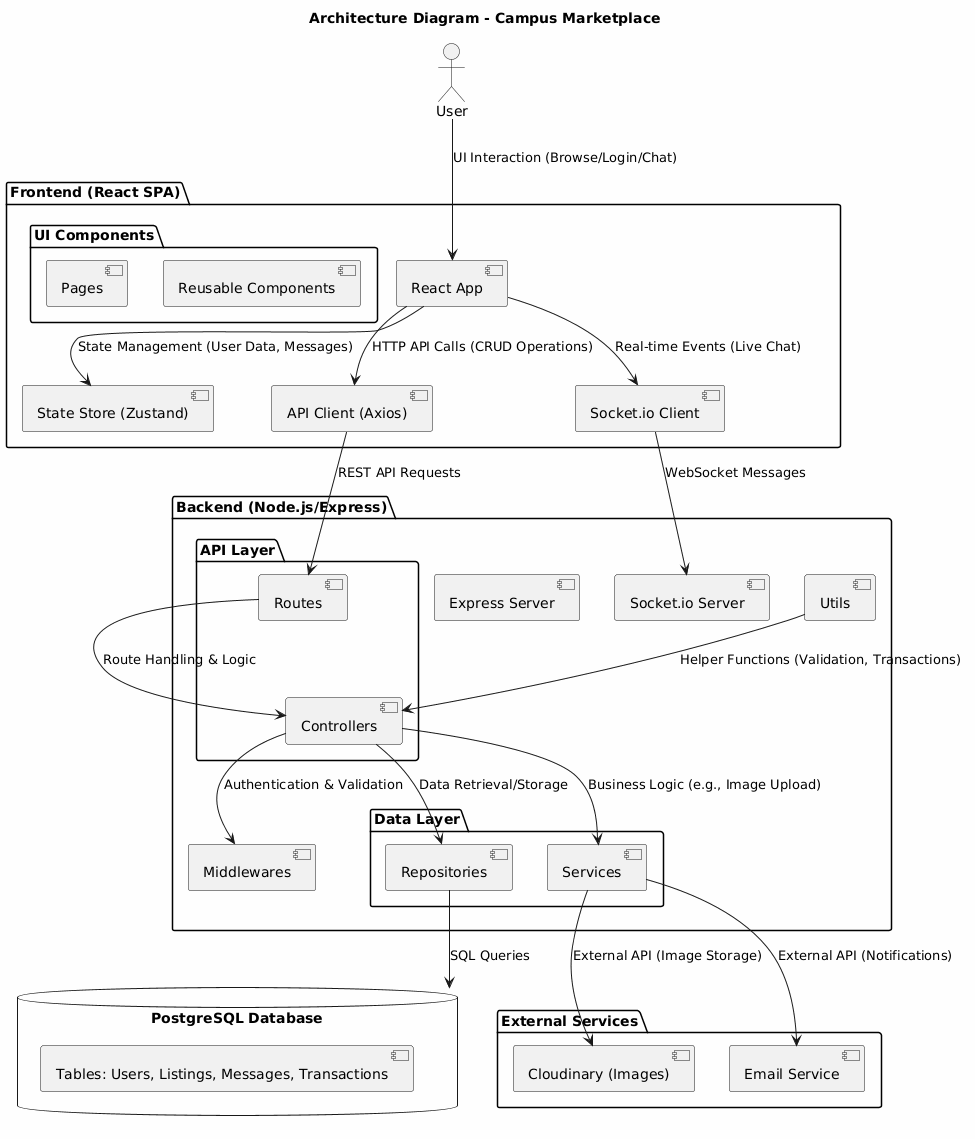 Architecture Diagram - Campus Marketplace
User
UI Interaction (Browse/Login/Chat)
Frontend (React SPA)
UI Components
Pages
Reusable Components
React App
State Management (User Data, Messages)
HTTP API Calls (CRUD Operations)
Real-time Events (Live Chat)
State Store (Zustand)
API Client (Axios)
Socket.io Client
REST API Requests
WebSocket Messages
Backend (Node.js/Express)
API Layer
Routes
Express Server
Socket.io Server
Utils
Route Handling & Logic
Helper Functions (Validation, Transactions)
Controllers
Authentication & Validation
Data Retrieval/Storage
Business Logic (e.g., Image Upload)
Data Layer
Middlewares
Repositories
Services
SQL Queries
External API (Image Storage)
External API (Notifications)
PostgreSQL Database
Tables: Users, Listings, Messages, Transactions
External Services
Cloudinary (Images)
Email Service